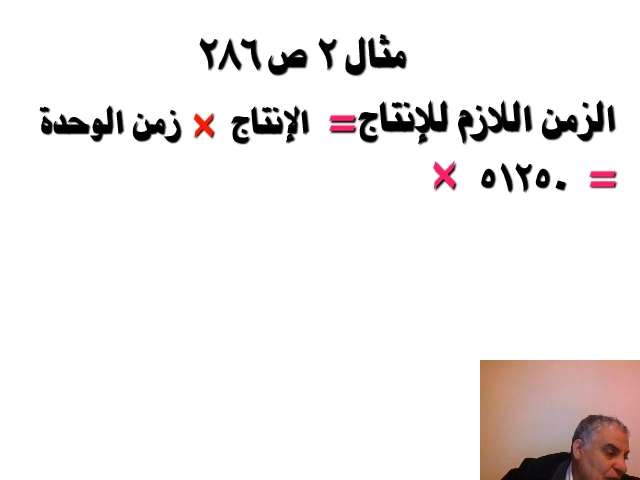 مثال ٢ ص ٢٨٦
الزمن اللازم للإنتاج = الإنتاج × زمن الوحدة
= ٥١٢٥٠ ×